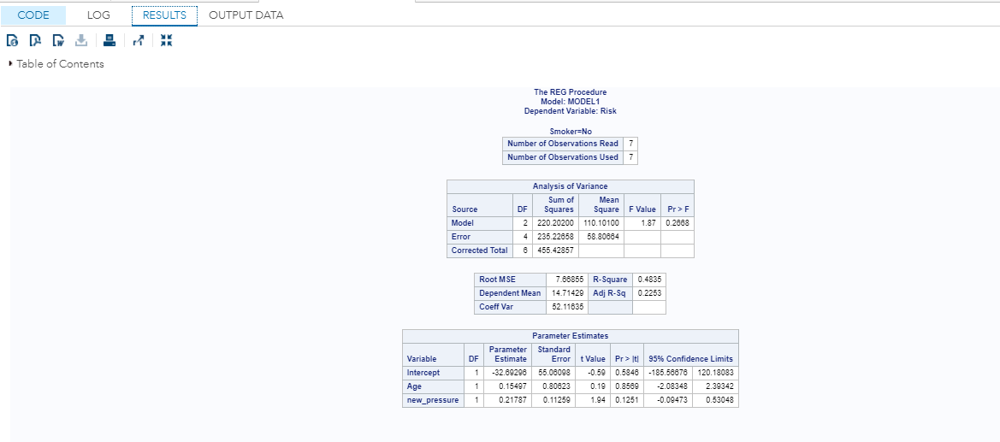 CODE LOG RESULTS OUTPUT DATA
Table of Contents
The REG Procedure
Model: MODEL1
Dependent Variable: Risk
Smoker=No
Number of Observations Read 7
Number of Observations Used 7
Analysis of Variance
Source DF Sum of Squares Mean Square F Value Pr > F
Model 2 220.20200 110.10100 1.87 0.2668
Error 4 235.22658 58.80664
Corrected Total 6 455.42857
Root MSE 7.66855 R-Square 0.4835
Dependent Mean 14.71429 Adj R-Sq 0.2253
Coeff Var 52.11635
Parameter Estimates
Variable DF Parameter Estimate Standard Error t Value Pr > |t| 95% Confidence Limits
Intercept 1 -32.69296 55.06098 -0.59 0.5846 -185.56676 120.18083
Age 1 0.15497 0.80623 0.19 0.8569 -2.08348 2.39342
new_pressure 1 0.21787 0.11259 1.94 0.1251 -0.09473 0.53048